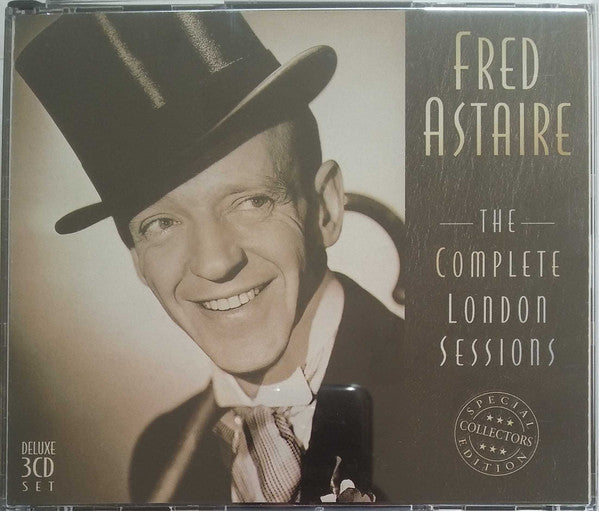 FRED
ASTAIRE
THE
COMPLETE
LONDON
SESSIONS
SPECIAL
COLLECTORS
EDITION
DELUXE
3CD
SET